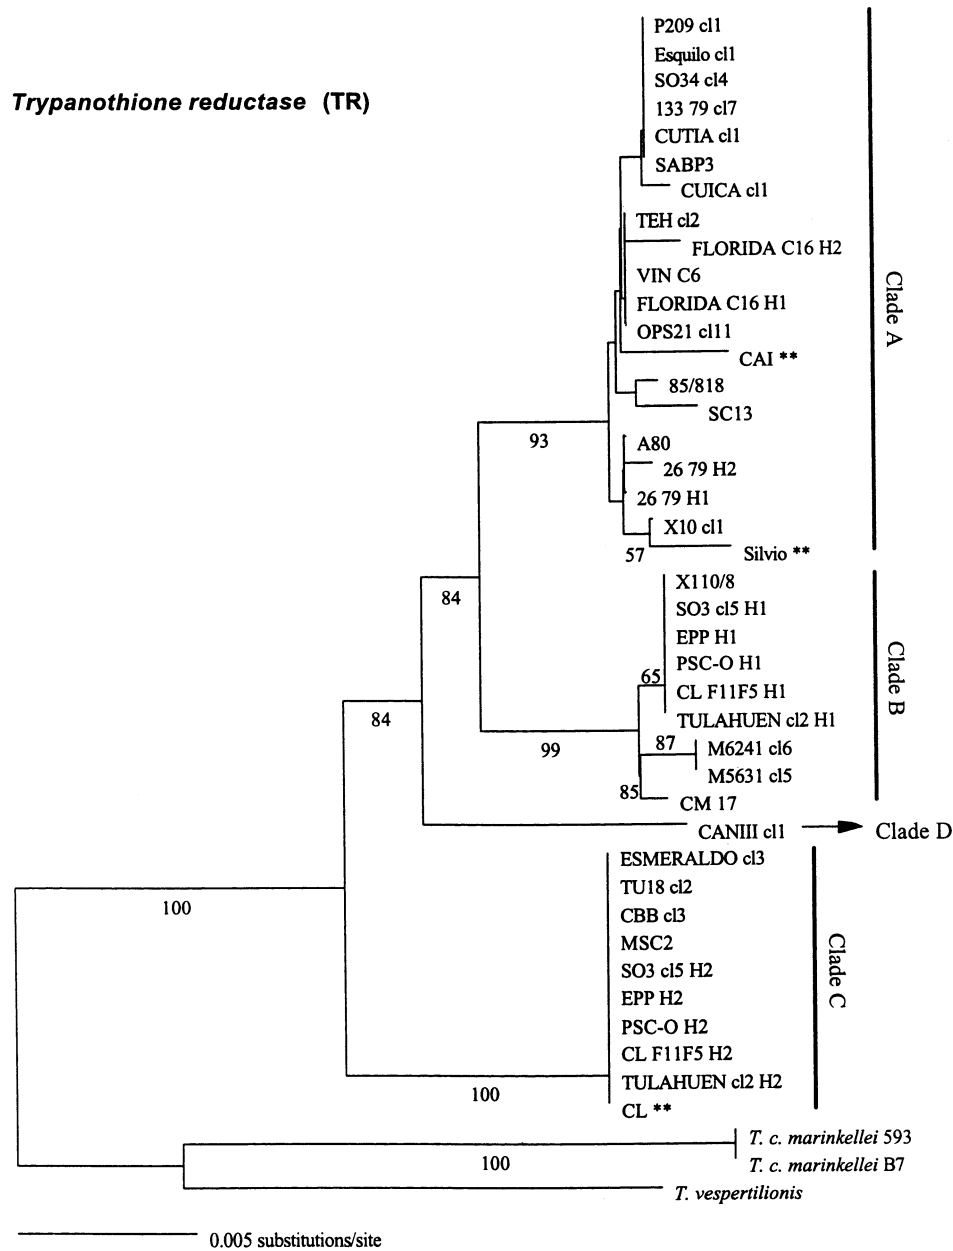 Trypanothione reductase (TR)
P209 cl1
Esquilo cl1
SO34 cl4
133 79 cl7
CUTIA cl1
SABP3
CUICA cl1
TEH cl2
FLORIDA C16 H2
VIN C6
FLORIDA C16 H1
OPS21 cl11
CAI **
85/818
SC13
93
A80
26 79 H2
26 79 H1
X10 cl1
57
Silvio **
Clade A
84
X110/8
SO3 cl5 H1
EPP H1
PSC-O H1
65
CL F11F5 H1
TULAHUEN cl2 H1
99
87
M6241 cl6
M5631 cl5
85
CM 17
Clade B
84
CANIII cl1
Clade D
100
ESMERALDO cl3
TU18 cl2
CBB cl3
MSC2
SO3 cl5 H2
EPP H2
PSC-O H2
CL F11F5 H2
TULAHUEN cl2 H2
100
CL **
Clade C
T. c. marinkellei 593
100
T. c. marinkellei B7
T. vespertilionis
0.005 substitutions/site